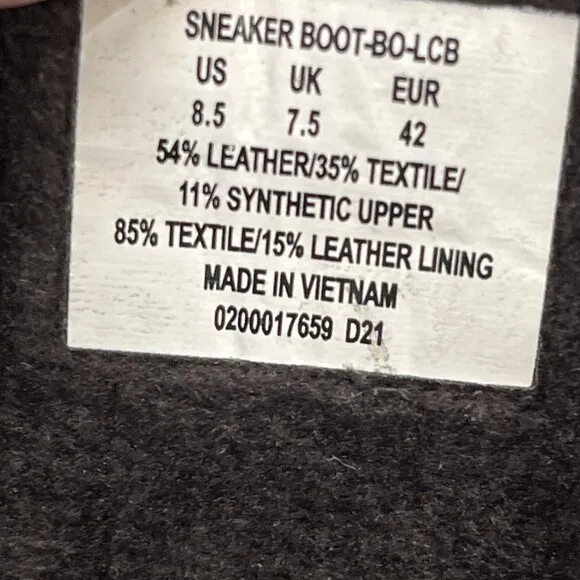 SNEAKER BOOT-BO-LCB
US UK EUR
8.5 7.5 42
54% LEATHER/35% TEXTILE/
11% SYNTHETIC UPPER
85% TEXTILE/15% LEATHER LINING
MADE IN VIETNAM
0200017659 D21